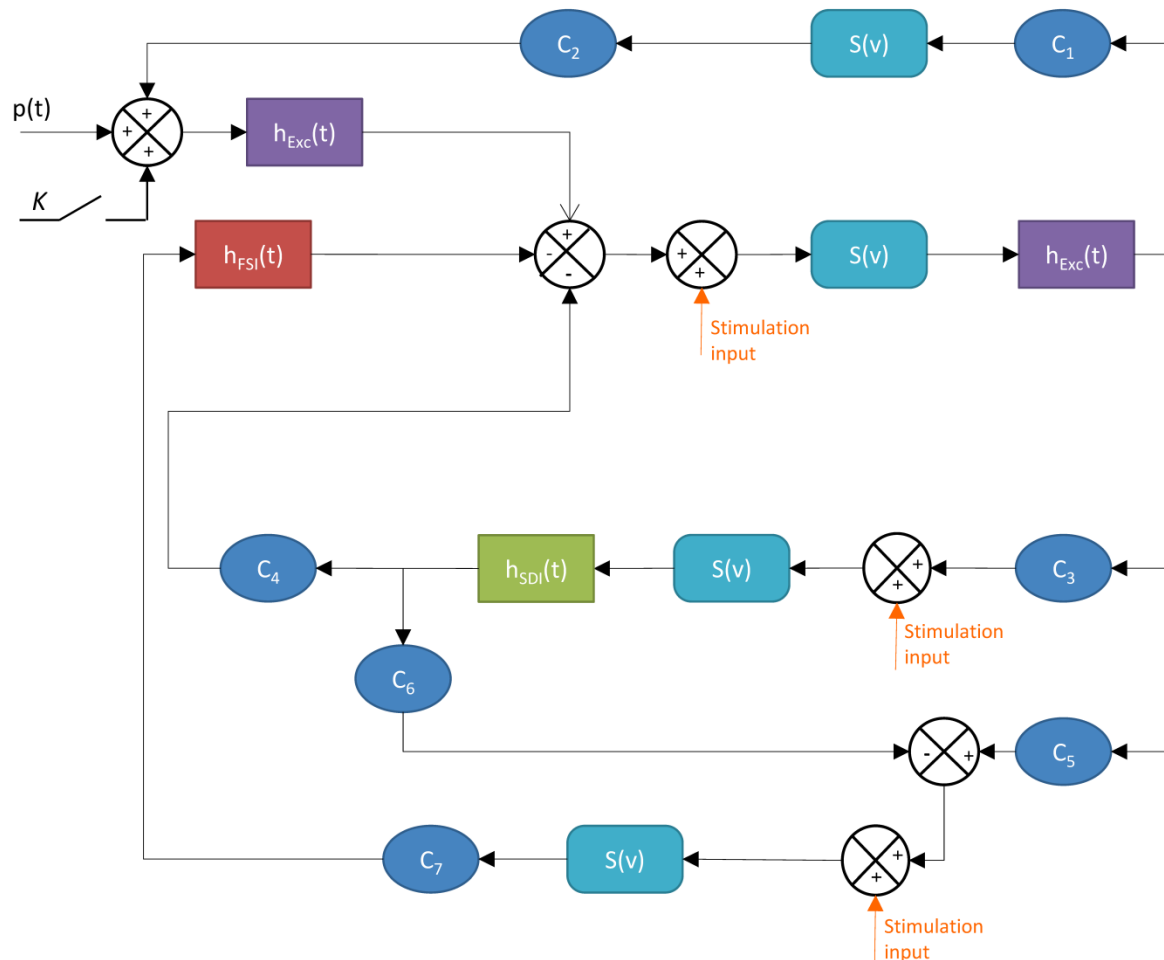 C2
S(v)
C1
p(t)
+
+
+
hExc(t)
K
hFSI(t)
+
-
-
+
+
S(v)
hExc(t)
Stimulation
input
C4
hSDI(t)
S(v)
+
+
C3
Stimulation
input
C6
-
+
C5
C7
S(v)
+
+
Stimulation
input